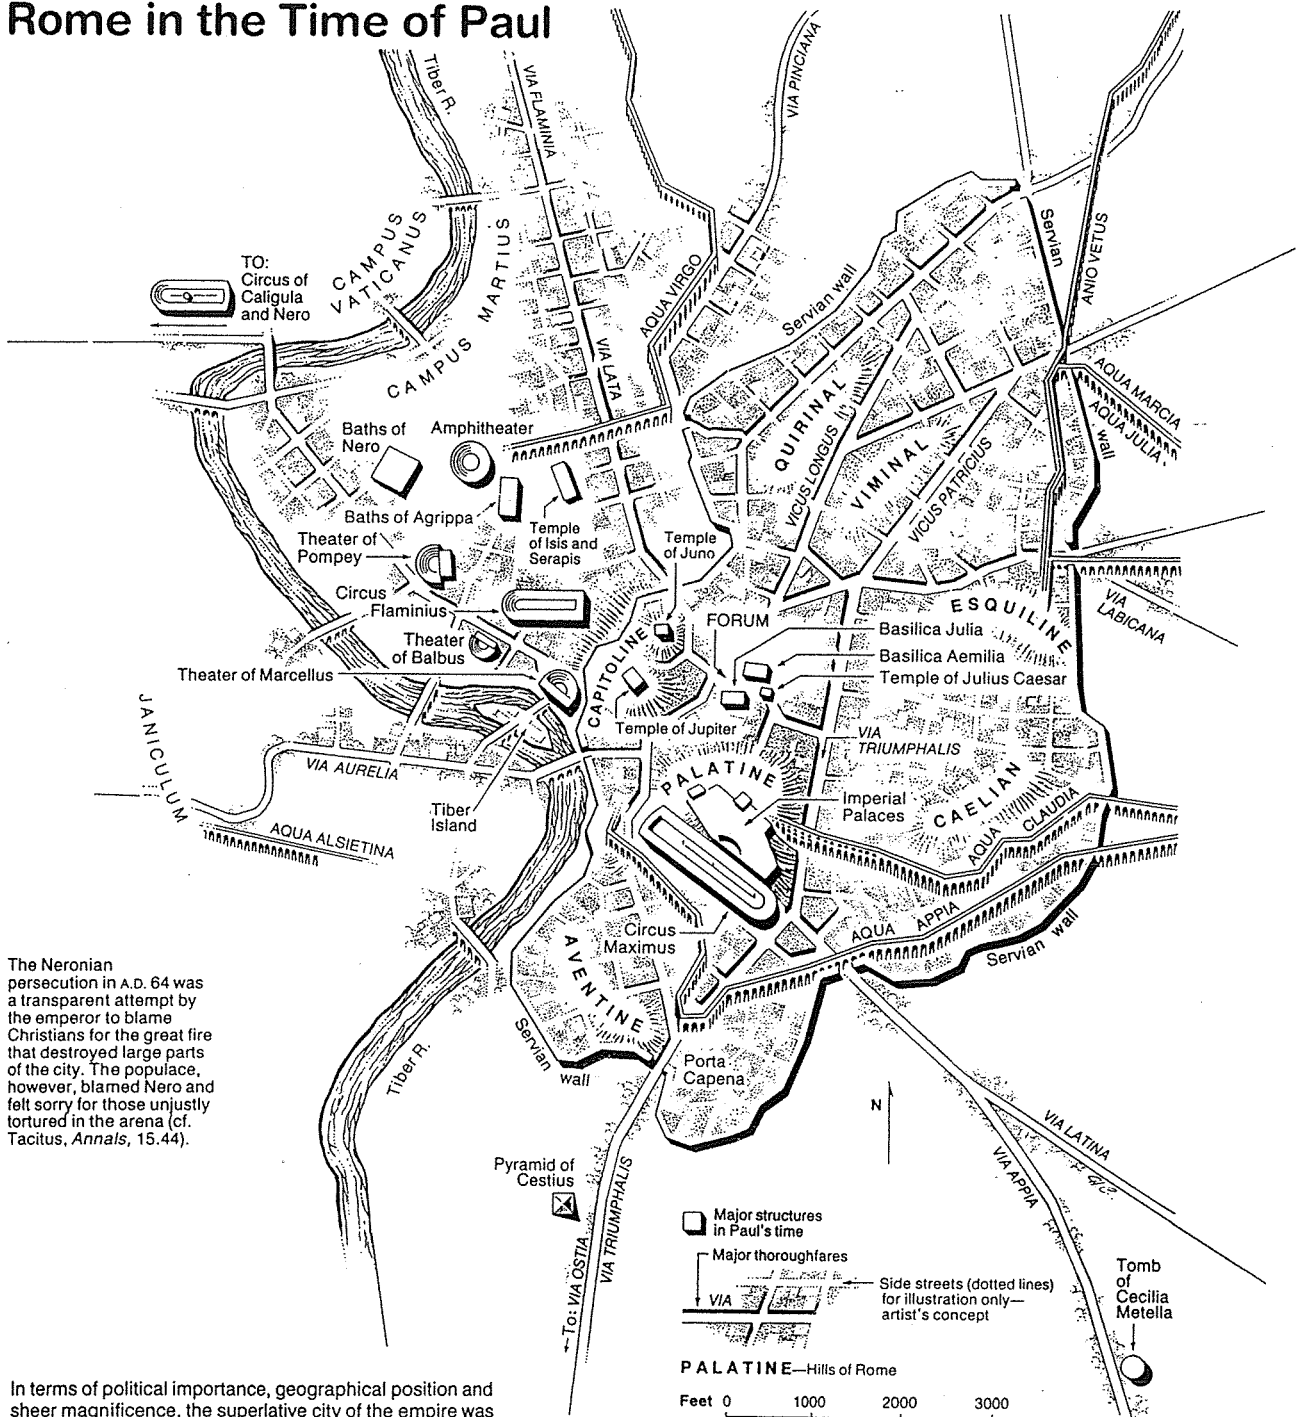 Rome in the Time of Paul
Tiber R.
VIA FLAMINIA
VIA PINCIANA
CAMPUS
VATICANUS
CAMPUS MARTIUS
TO:
Circus of
Caligula
and Nero
AQUA VIRGO
Servian wall
Servian
wall
ANIO VETUS
VIA LATA
AQUA MARCIA
AQUA JULIA
Baths of
Nero
Amphitheater
QUIRINAL
VICUS LONGUS
VIMINAL
VICUS PATRICIUS
Baths of Agrippa
Temple
of Isis and
Serapis
Theater of
Pompey
Temple
of Juno
Circus
Flaminius
FORUM
ESQUILINE
VIA
LABICANA
Basilica Julia
Theater
of Balbus
Basilica Aemilia
Theater of Marcellus
CAPITOLINE
Temple of Julius Caesar
JANICULUM
Temple of Jupiter
VIA
TRIUMPHALIS
VIA AURELIA
PALATINE
Tiber
Island
Imperial
Palaces
CAELIAN
AQUA CLAUDIA
AQUA ALSIETINA
Circus
Maximus
AQUA APPIA
Servian wall
AVENTINE
The Neronian
persecution in A.D. 64 was
a transparent attempt by
the emperor to blame
Christians for the great fire
that destroyed large parts
of the city. The populace,
however, blamed Nero and
felt sorry for those unjustly
tortured in the arena (cf.
Tacitus, Annals, 15.44).
Servian
wall
Tiber R.
Porta
Capena
N
VIA LATINA
VIA APPIA
Pyramid of
Cestius
VIA TRIUMPHALIS
To: VIA OSTIA
Major structures
in Paul's time
Major thoroughfares
VIA
Side streets (dotted lines)
for illustration only—
artist's concept
Tomb
of
Cecilia
Metella
PALATINE—Hills of Rome
Feet 0 1000 2000 3000
In terms of political importance, geographical position and
sheer magnificence, the superlative city of the empire was